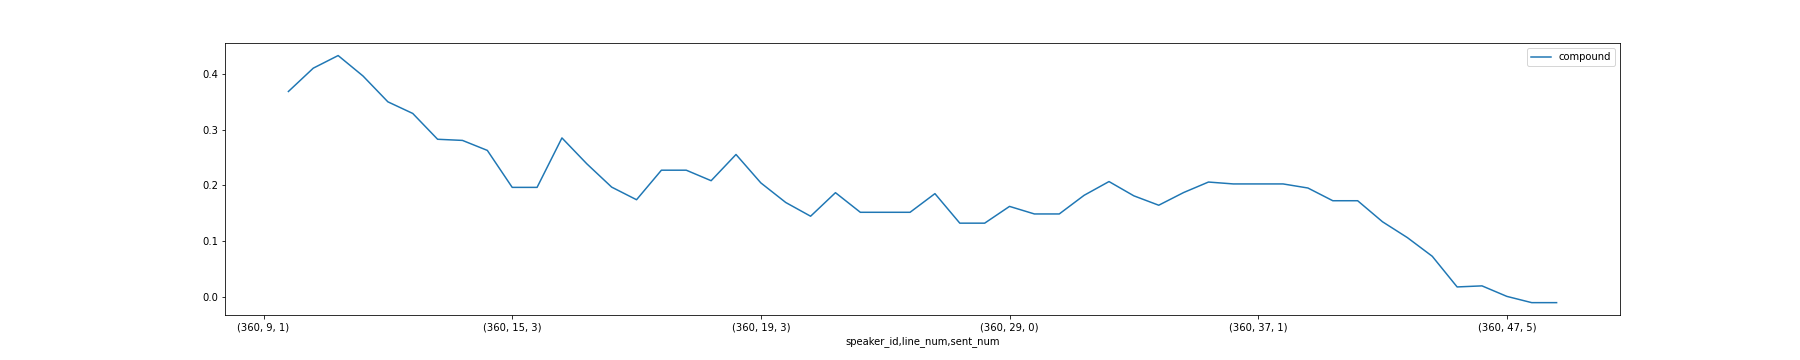 compound
0.4
0.3
0.2
0.1
0.0
(360, 9, 1) (360, 15, 3) (360, 19, 3) (360, 29, 0) (360, 37, 1) (360, 47, 5)
speaker_id,line_num,sent_num